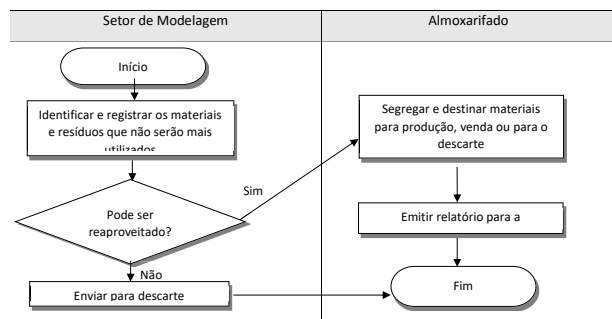 Setor de Modelagem
Almoxarifado
Início
Identificar e registrar os materiais
e resíduos que não serão mais
utilizados
Segregar e destinar materiais
para produção, venda ou para o
descarte
Sim
Pode ser
reaproveitado?
Emitir relatório para a
Não
Enviar para descarte
Fim